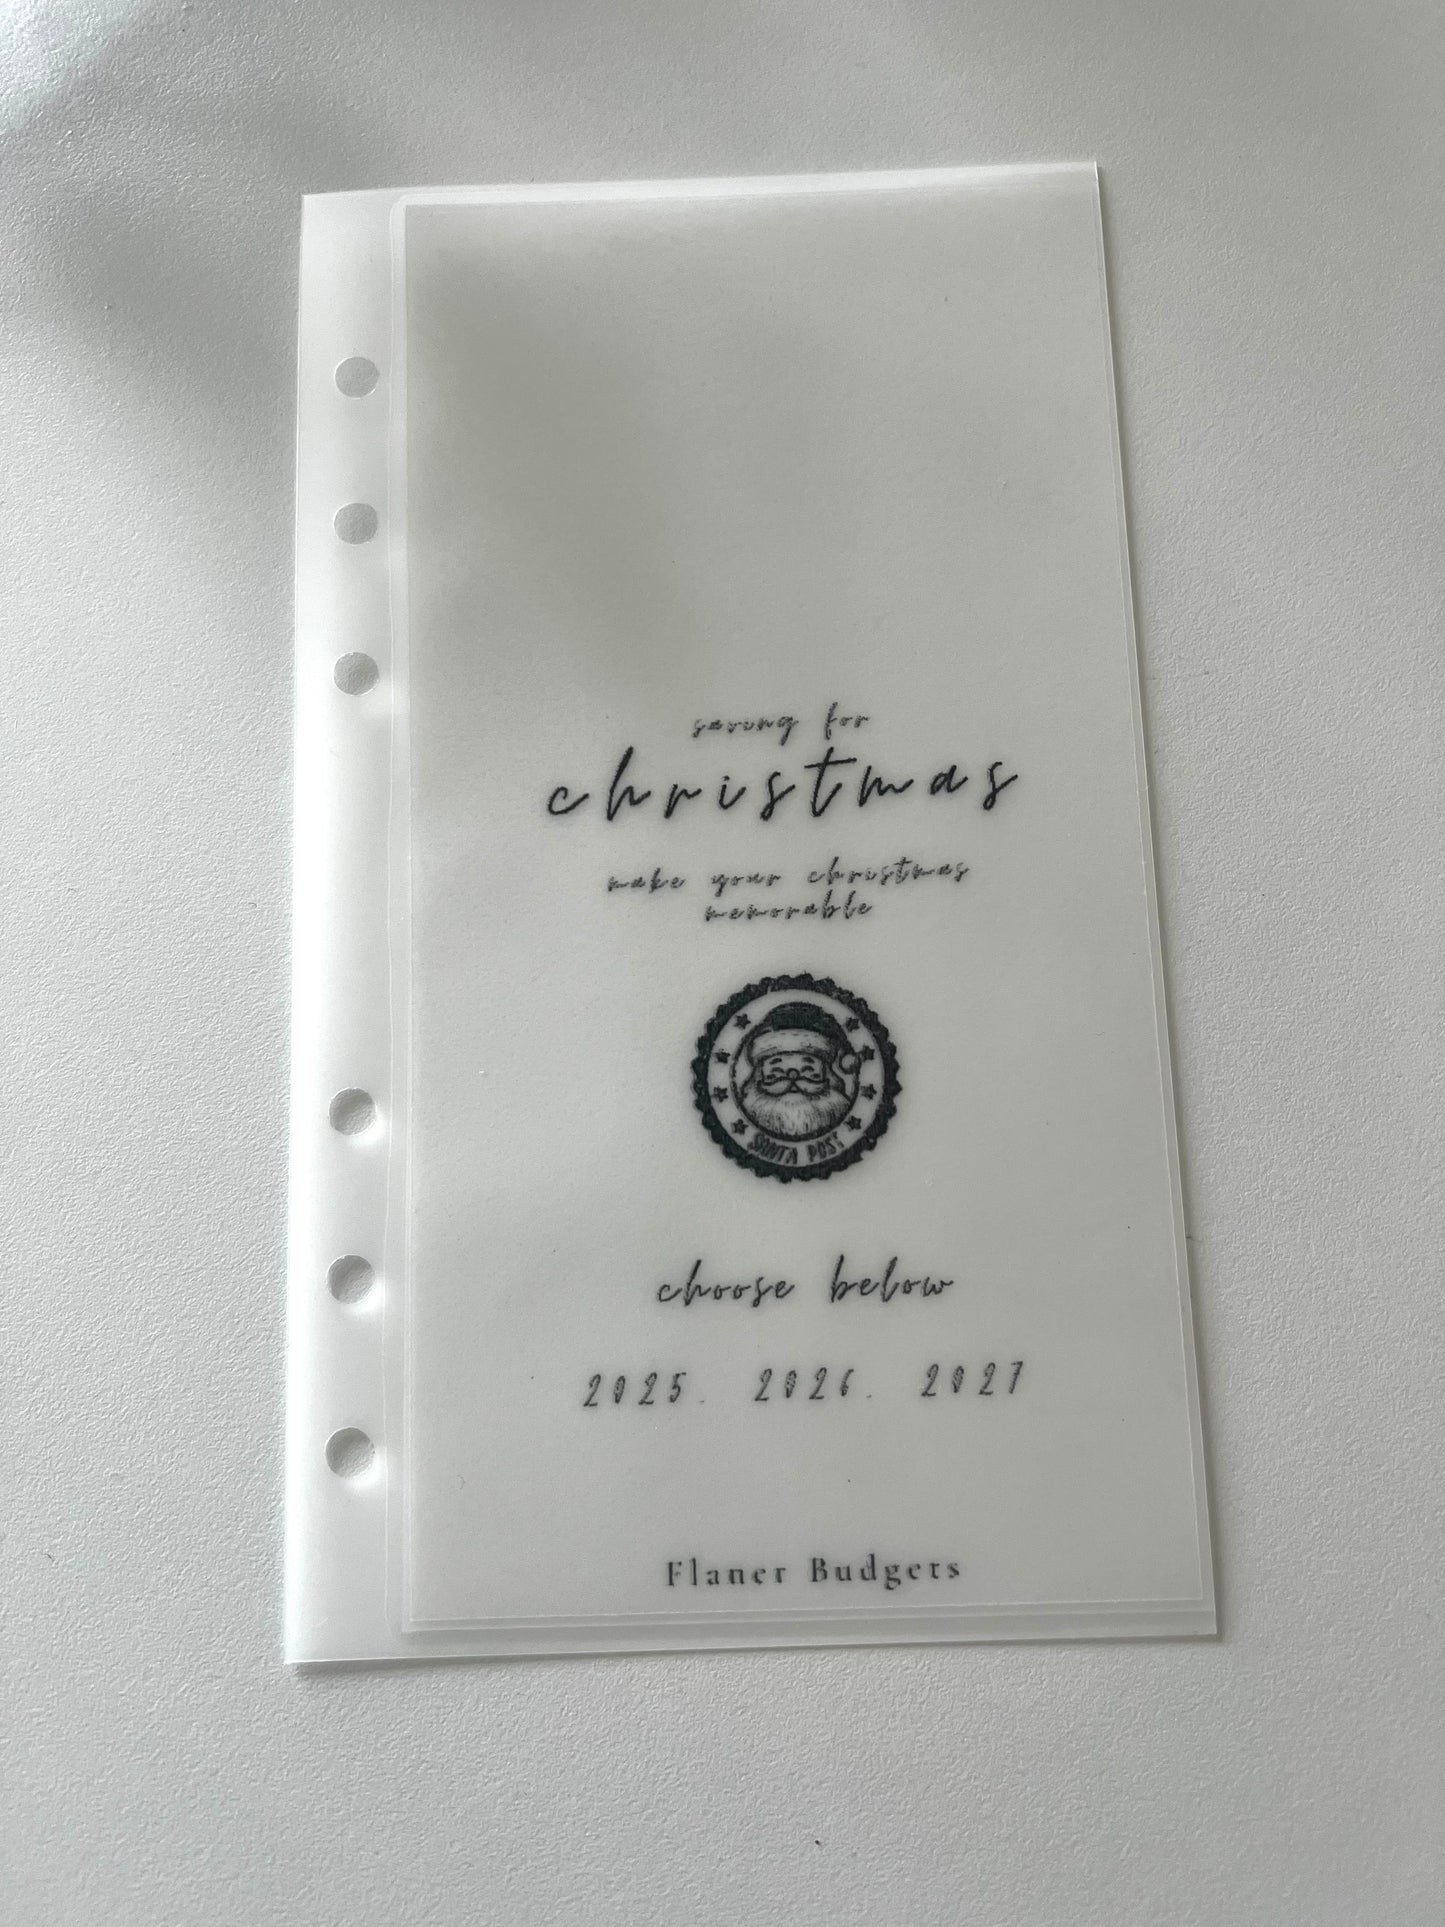 saving for
christmas
make your christmas
memorable
SANTA POST
choose below
2025. 2026. 2027
Flaner Budgets